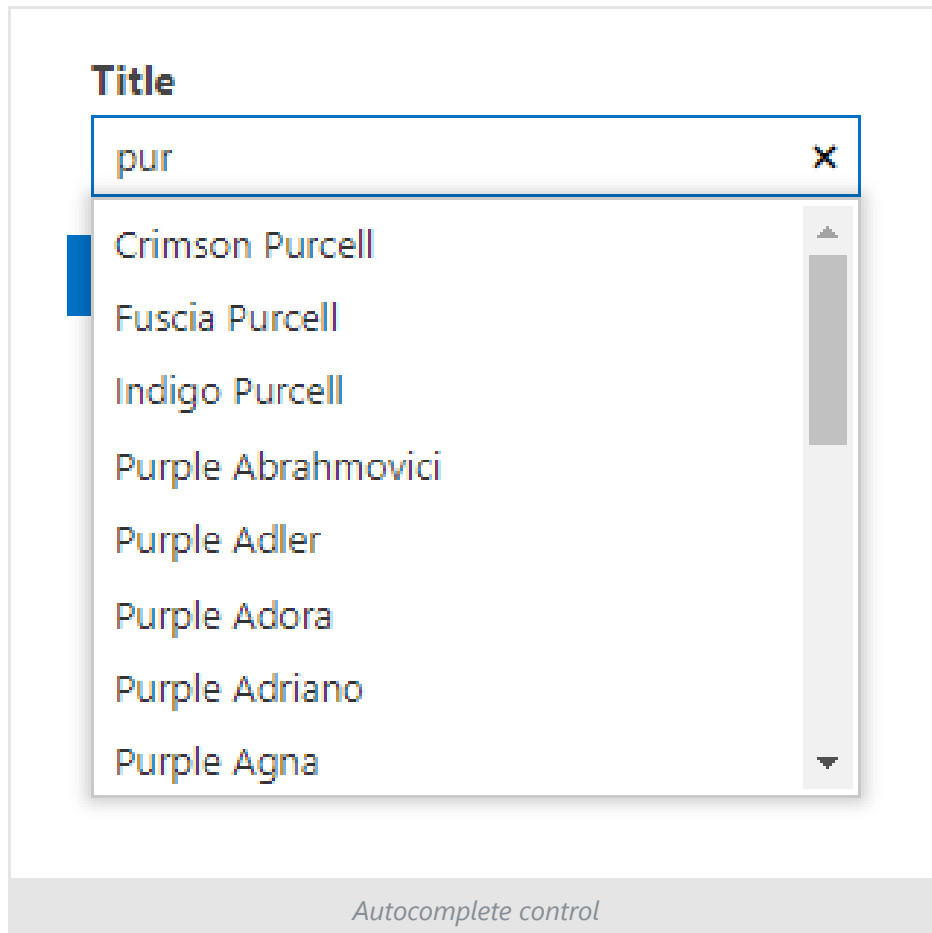 Title
pur
Crimson Purcell
Fuscia Purcell
Indigo Purcell
Purple Abrahmovici
Purple Adler
Purple Adora
Purple Adriano
Purple Agna
Autocomplete control